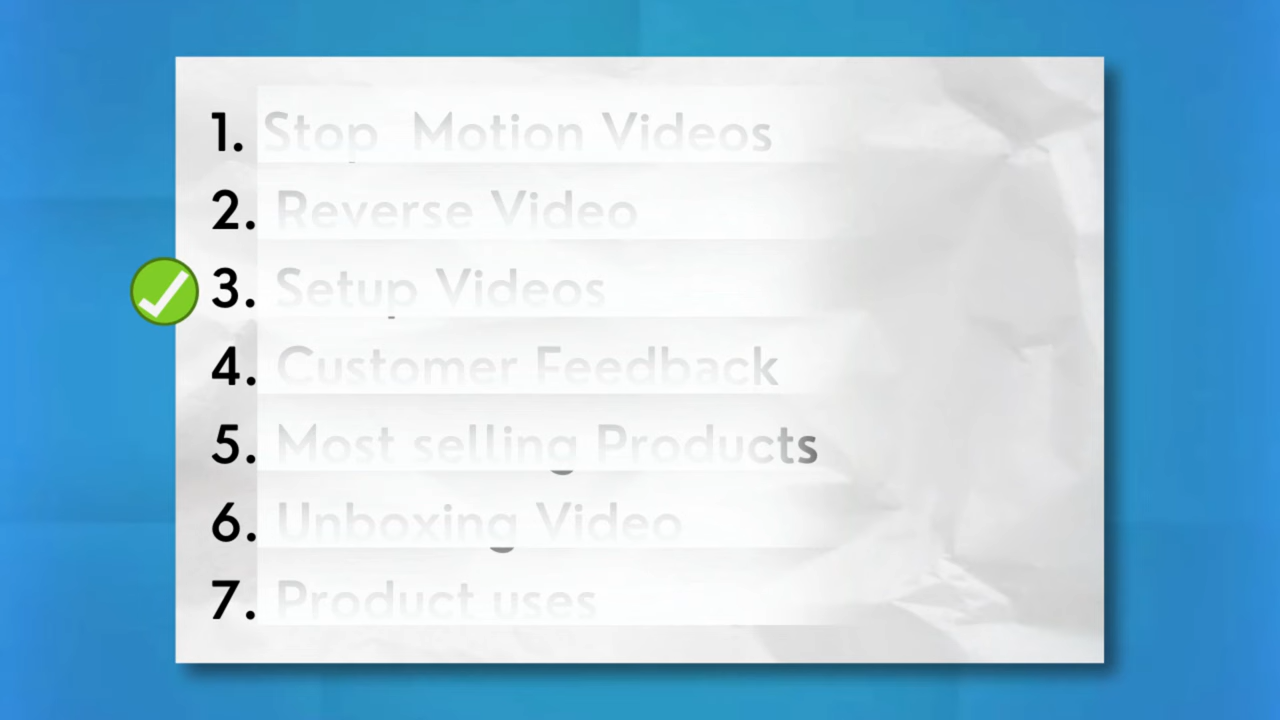 1. Stop Motion Videos
2. Reverse Video
3. Setup Videos
4. Customer Feedback
5. Most selling Products
6. Unboxing Video
7. Product uses